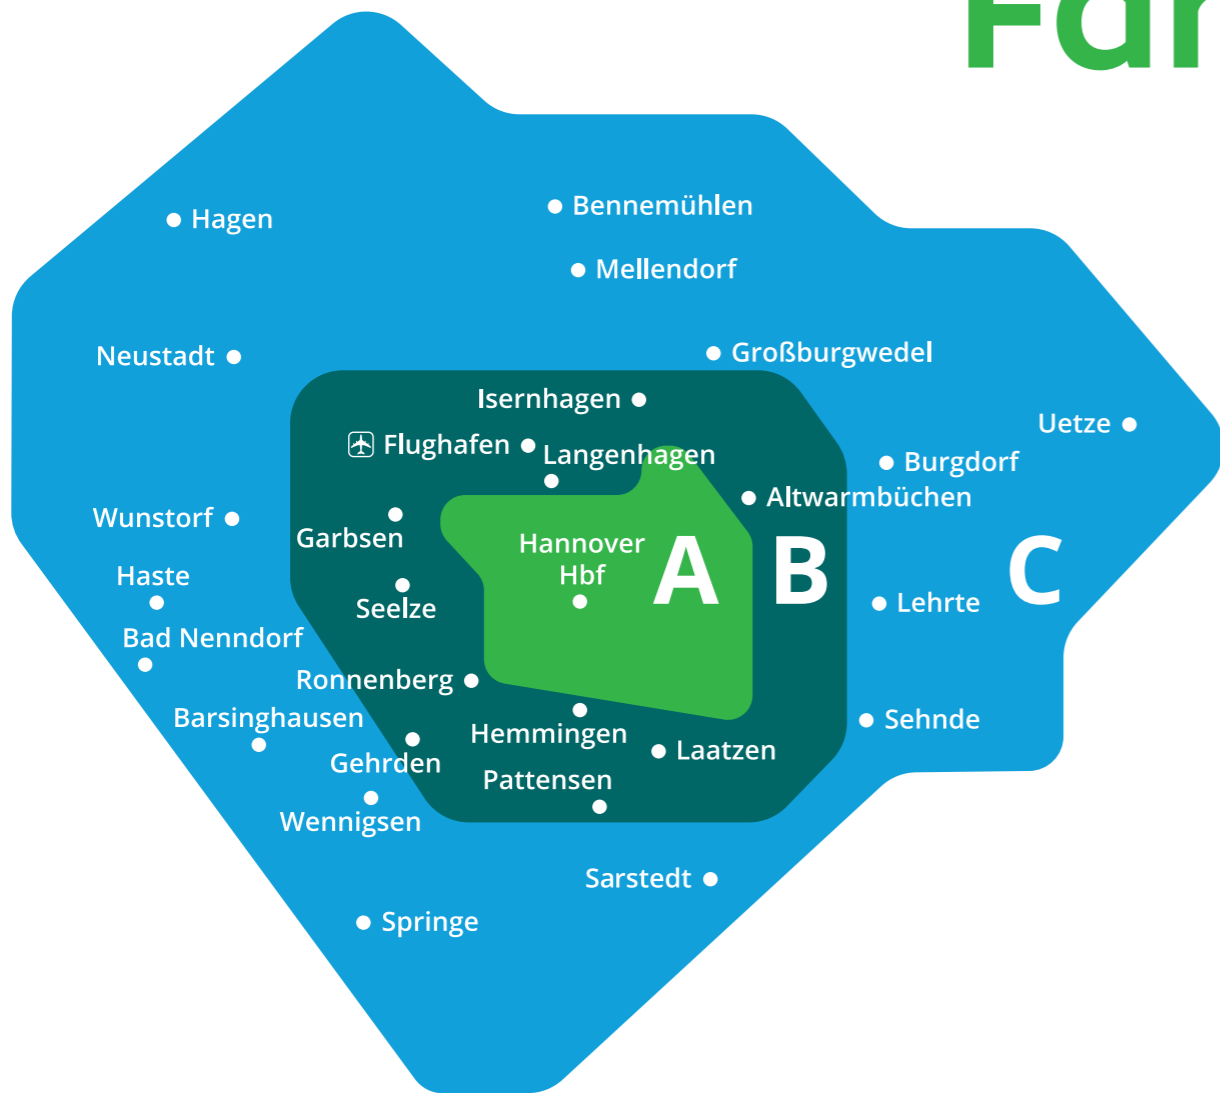 Hagen
Bennemühlen
Mellendorf
Neustadt
Großburgwedel
Isernhagen
Uetze
Flughafen
Langenhagen
Burgdorf
Altwarmbüchen
Wunstorf
Garbsen
Hannover
Hbf
A
B
C
Haste
Seelze
Lehrte
Bad Nenndorf
Ronnenberg
Barsinghausen
Sehnde
Hemmingen
Laatzen
Gehrden
Pattensen
Wennigsen
Sarstedt
Springe